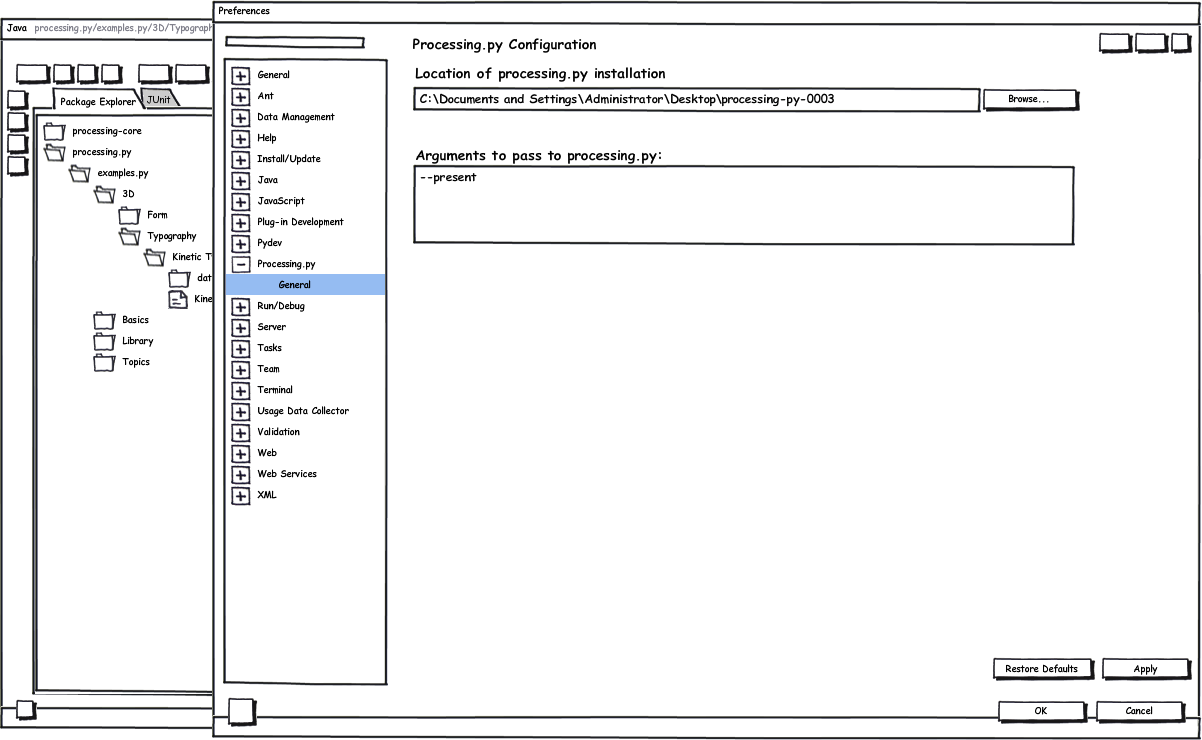 Preferences
Java processing.py/examples.py/3D/Typograph
Package Explorer
JUnit
processing-core
processing.py
examples.py
3D
Form
Typography
Kinetic T
dat
Kine
Basics
Library
Topics
General
Ant
Data Management
Help
Install/Update
Java
JavaScript
Plug-in Development
Pydev
Processing.py
General
Run/Debug
Server
Tasks
Team
Terminal
Usage Data Collector
Validation
Web
Web Services
XML
Processing.py Configuration
Location of processing.py installation
C:\Documents and Settings\Administrator\Desktop\processing-py-0003
Browse...
Arguments to pass to processing.py:
--present
Restore Defaults
Apply
OK
Cancel